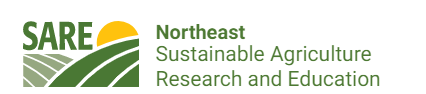 SARE
Northeast
Sustainable Agriculture
Research and Education